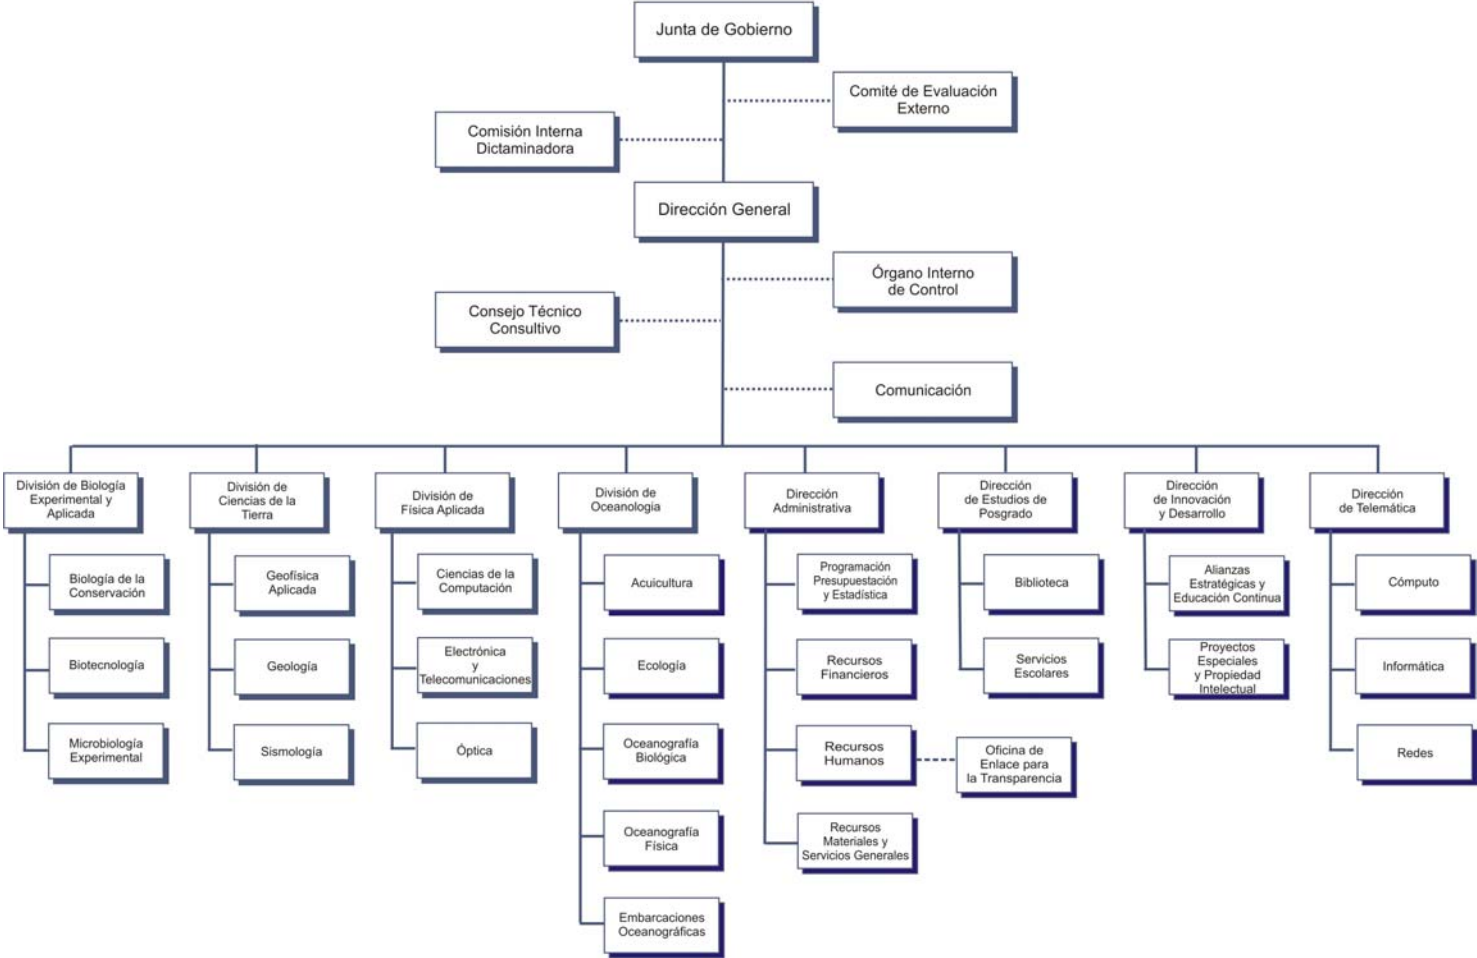 Junta de Gobierno
Comité de Evaluación
Externo
Comisión Interna
Dictaminadora
Dirección General
Órgano Interno
de Control
Consejo Técnico
Consultivo
Comunicación
División de Biología
Experimental y
Aplicada
Biología de la
Conservación
Biotecnología
Microbiología
Experimental
División de
Ciencias de la
Tierra
Geofísica
Aplicada
Geología
Sismología
División de
Física Aplicada
Ciencias de la
Computación
Electrónica
y
Telecomunicaciones
Óptica
División de
Oceanología
Acuicultura
Ecología
Oceanografía
Biológica
Oceanografía
Física
Embarcaciones
Oceanográficas
Dirección
Administrativa
Programación
Presupuestación
y Estadística
Recursos
Financieros
Recursos
Humanos
Oficina de
Enlace para
la Transparencia
Recursos
Materiales y
Servicios Generales
Dirección
de Estudios de
Posgrado
Biblioteca
Servicios
Escolares
Dirección
de Innovación
y Desarrollo
Alianzas
Estratégicas y
Educación Continua
Proyectos
Especiales
y Propiedad
Intelectual
Dirección
de Telemática
Cómputo
Informática
Redes